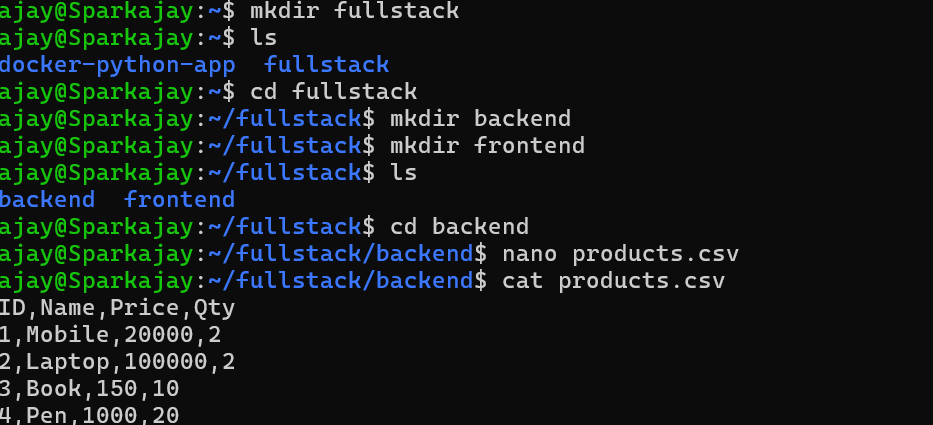 ajay@Sparkajay:~$ mkdir fullstack
ajay@Sparkajay:~$ ls
docker-python-app  fullstack
ajay@Sparkajay:~$ cd fullstack
ajay@Sparkajay:~/fullstack$ mkdir backend
ajay@Sparkajay:~/fullstack$ mkdir frontend
ajay@Sparkajay:~/fullstack$ ls
backend  frontend
ajay@Sparkajay:~/fullstack$ cd backend
ajay@Sparkajay:~/fullstack/backend$ nano products.csv
ajay@Sparkajay:~/fullstack/backend$ cat products.csv
ID,Name,Price,Qty
1,Mobile,20000,2
2,Laptop,100000,2
3,Book,150,10
4,Pen,1000,20